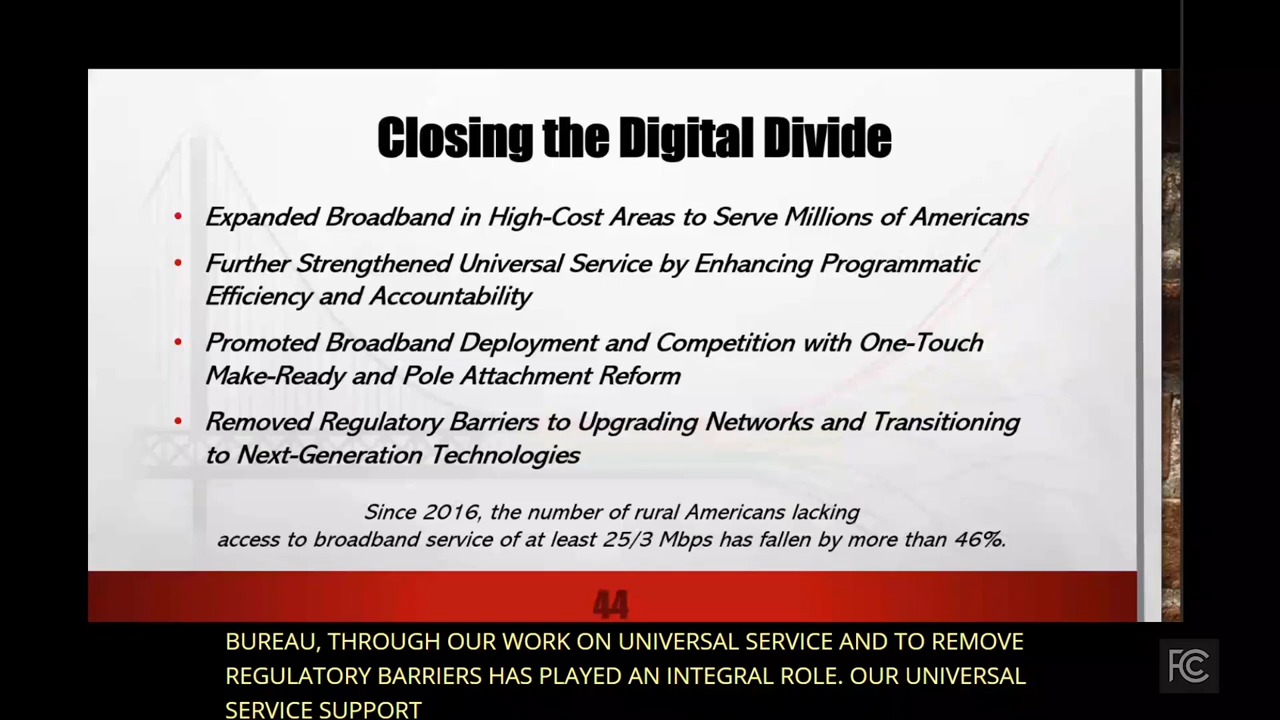 Closing the Digital Divide
• Expanded Broadband in High-Cost Areas to Serve Millions of Americans
• Further Strengthened Universal Service by Enhancing Programmatic
Efficiency and Accountability
• Promoted Broadband Deployment and Competition with One-Touch
Make-Ready and Pole Attachment Reform
• Removed Regulatory Barriers to Upgrading Networks and Transitioning
to Next-Generation Technologies
Since 2016, the number of rural Americans lacking
access to broadband service of at least 25/3 Mbps has fallen by more than 46%.
44
BUREAU, THROUGH OUR WORK ON UNIVERSAL SERVICE AND TO REMOVE
REGULATORY BARRIERS HAS PLAYED AN INTEGRAL ROLE. OUR UNIVERSAL
SERVICE SUPPORT
FCC